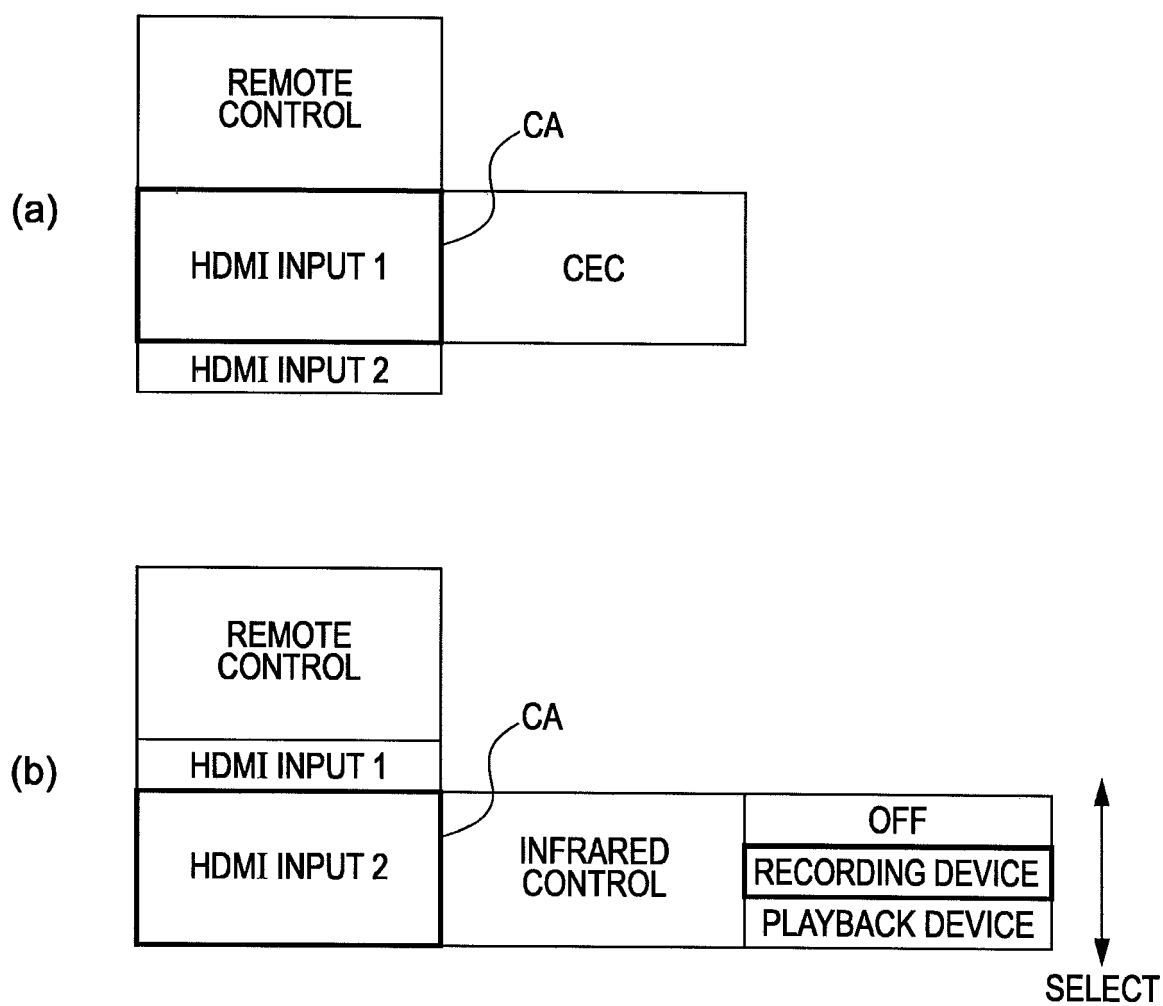 REMOTE
CONTROL
CA
(a)
HDMI INPUT 1
CEC
HDMI INPUT 2
REMOTE
CONTROL
CA
(b)
HDMI INPUT 1
HDMI INPUT 2
INFRARED
CONTROL
OFF
RECORDING DEVICE
PLAYBACK DEVICE
SELECT